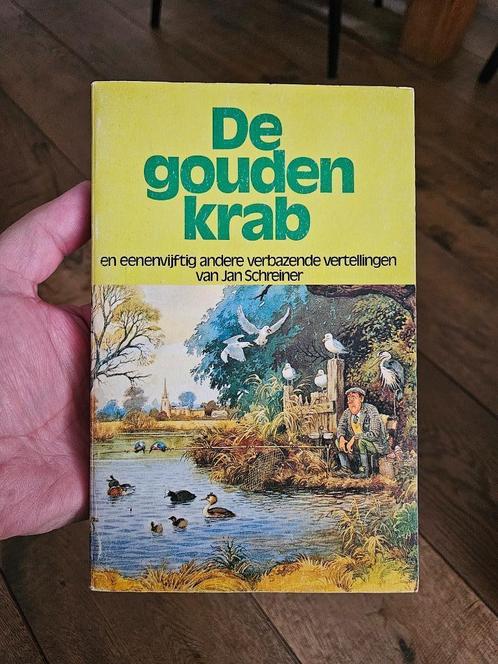 De
gouden
krab
en eenenvijftig andere verbazende vertellingen
van Jan Schreiner